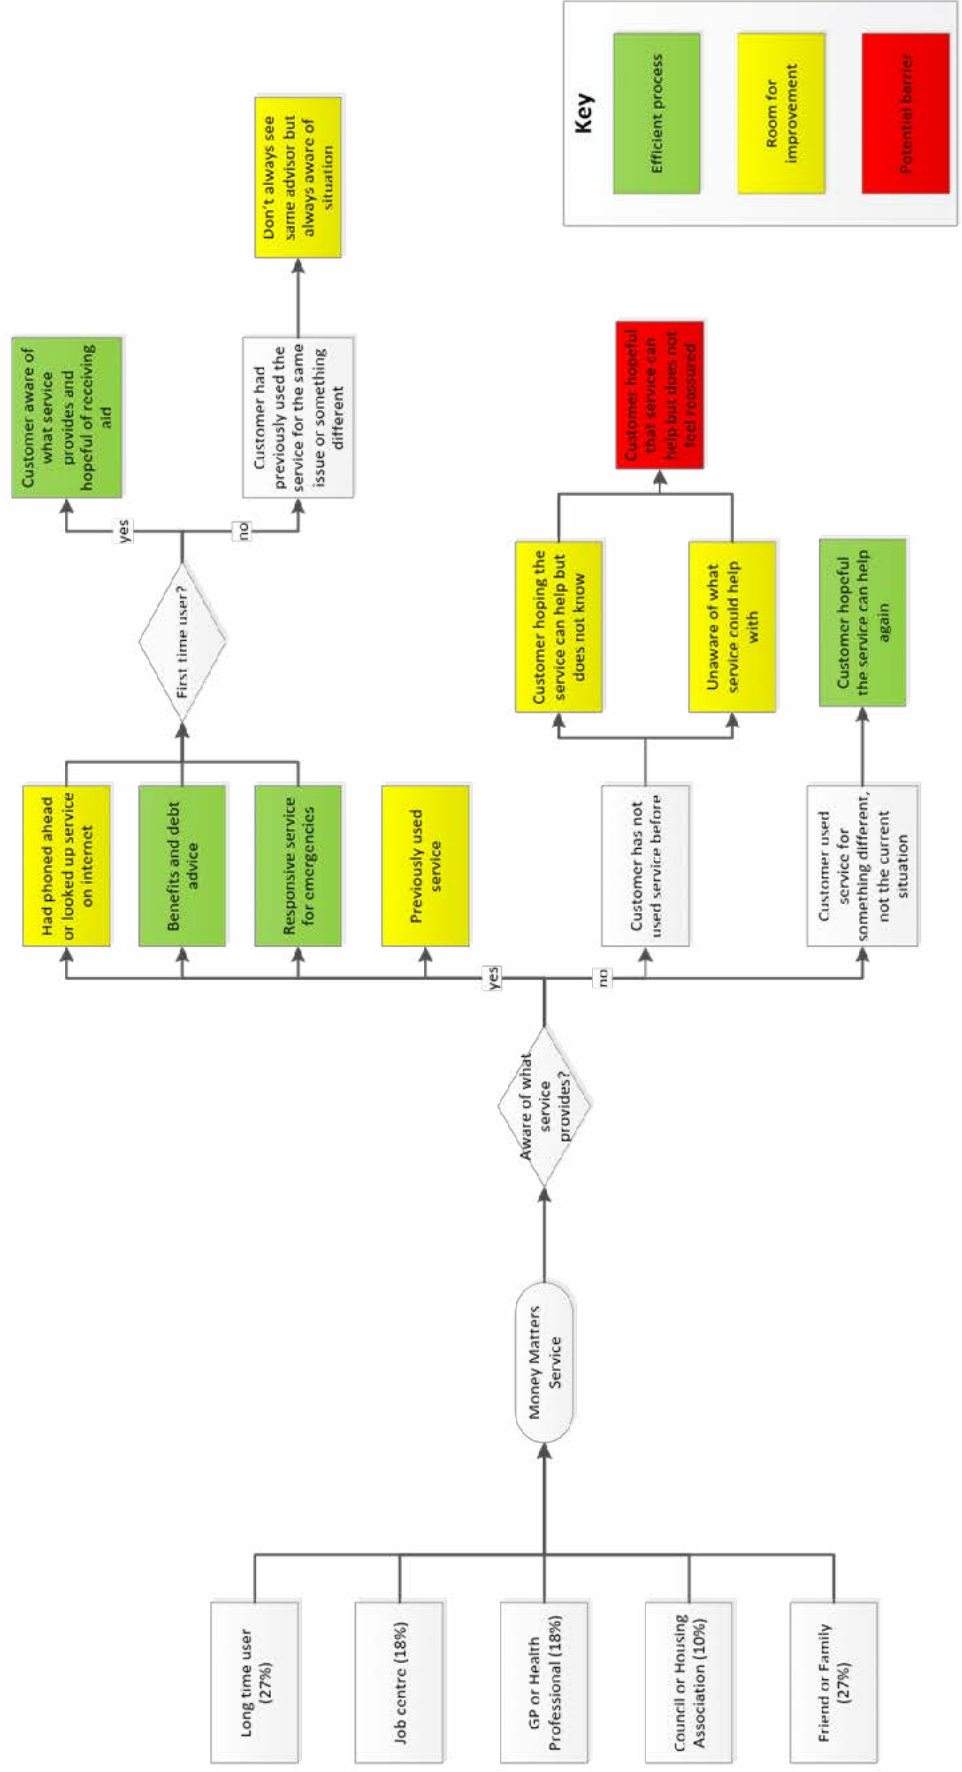 Long time user
(27%)
Job centre (18%)
GP or Health
Professional (18%)
Council or Housing
Association (10%)
Friend or Family
(27%)
Money Matters
Service
Aware of what
service
provides?
yes
no
Had phoned ahead
or looked up service
on internet
Benefits and debt
advice
Responsive service
for emergencies
Previously used
service
Customer has not
used service before
Customer used
service for
something different,
not the current
situation
First time user?
yes
no
Customer hoping the
service can help but
does not know
Unaware of what
service could help
with
Customer hopeful
the service can help
again
Customer aware of
what service
provides and
hopeful of receiving
aid
Customer had
previously used the
service for the same
issue or something
different
Customer hopeful
that service can
help but does not
feel reassured
Don't always see
same advisor but
always aware of
situation
Key
Efficient process
Room for
improvement
Potential barrier